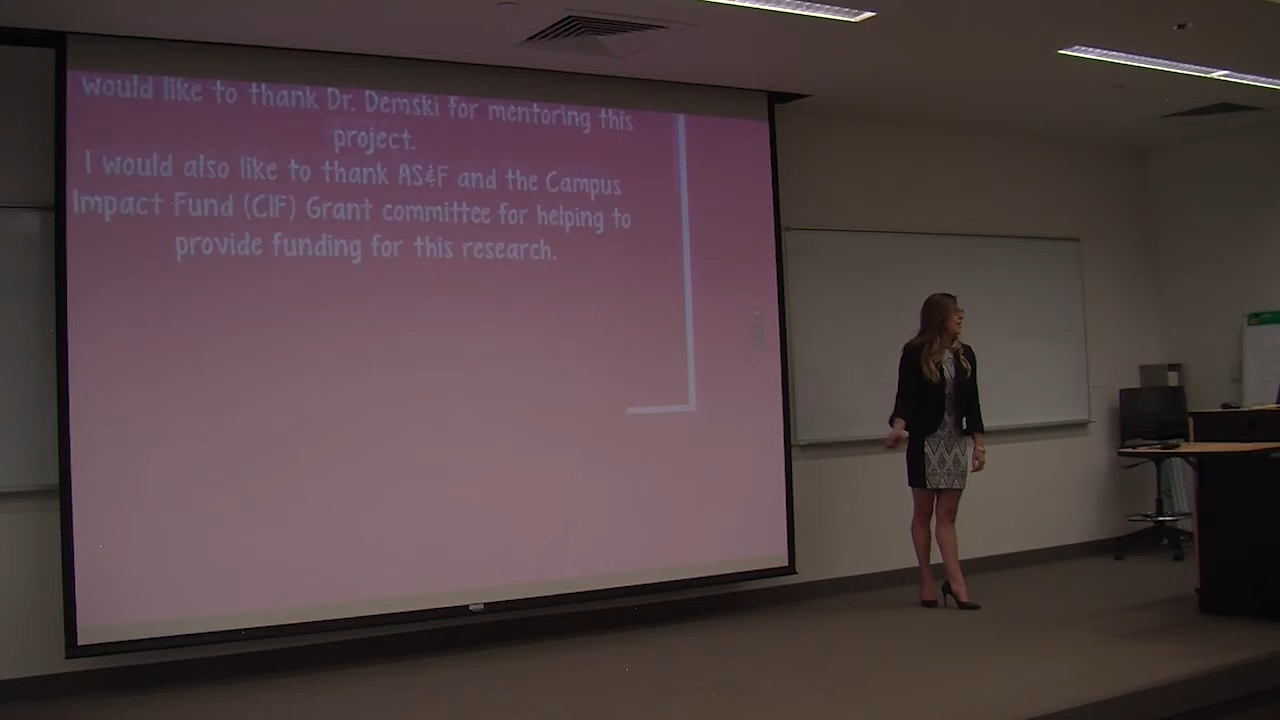 would like to thank Dr. Demski for mentoring this
project.
I would also like to thank AS&F and the Campus
Impact Fund (CIF) Grant committee for helping to
provide funding for this research.